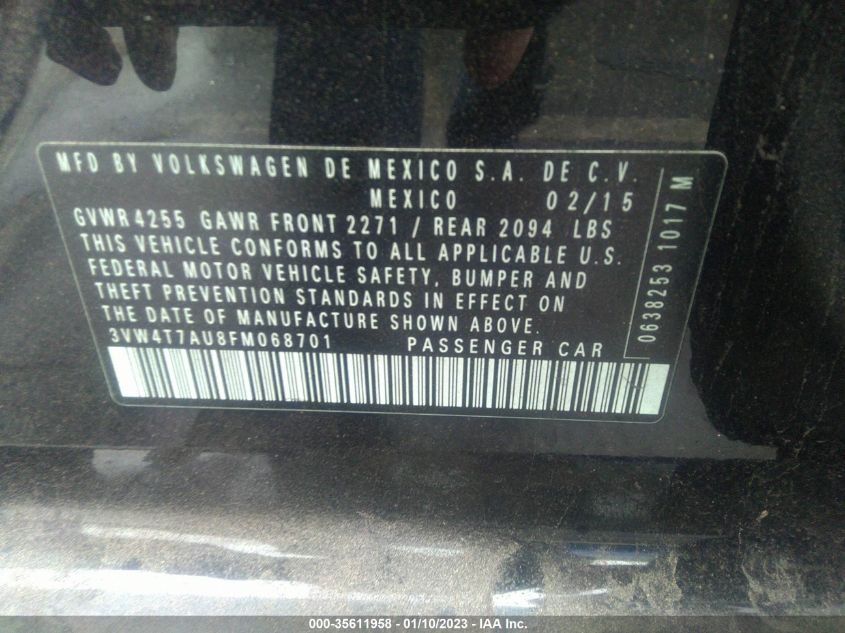 MFD BY VOLKSWAGEN DE MEXICO S.A. DE C.V.
MEXICO 02/15
GVWR 4255 GAWR FRONT 2271 / REAR 2094 LBS
THIS VEHICLE CONFORMS TO ALL APPLICABLE U.S.
FEDERAL MOTOR VEHICLE SAFETY, BUMPER AND
THEFT PREVENTION STANDARDS IN EFFECT ON
THE DATE OF MANUFACTURE SHOWN ABOVE.
3VW4T7AU8FM068701 PASSENGER CAR
0638253 1017 M
000-35611958 - 01/10/2023 - IAA Inc.